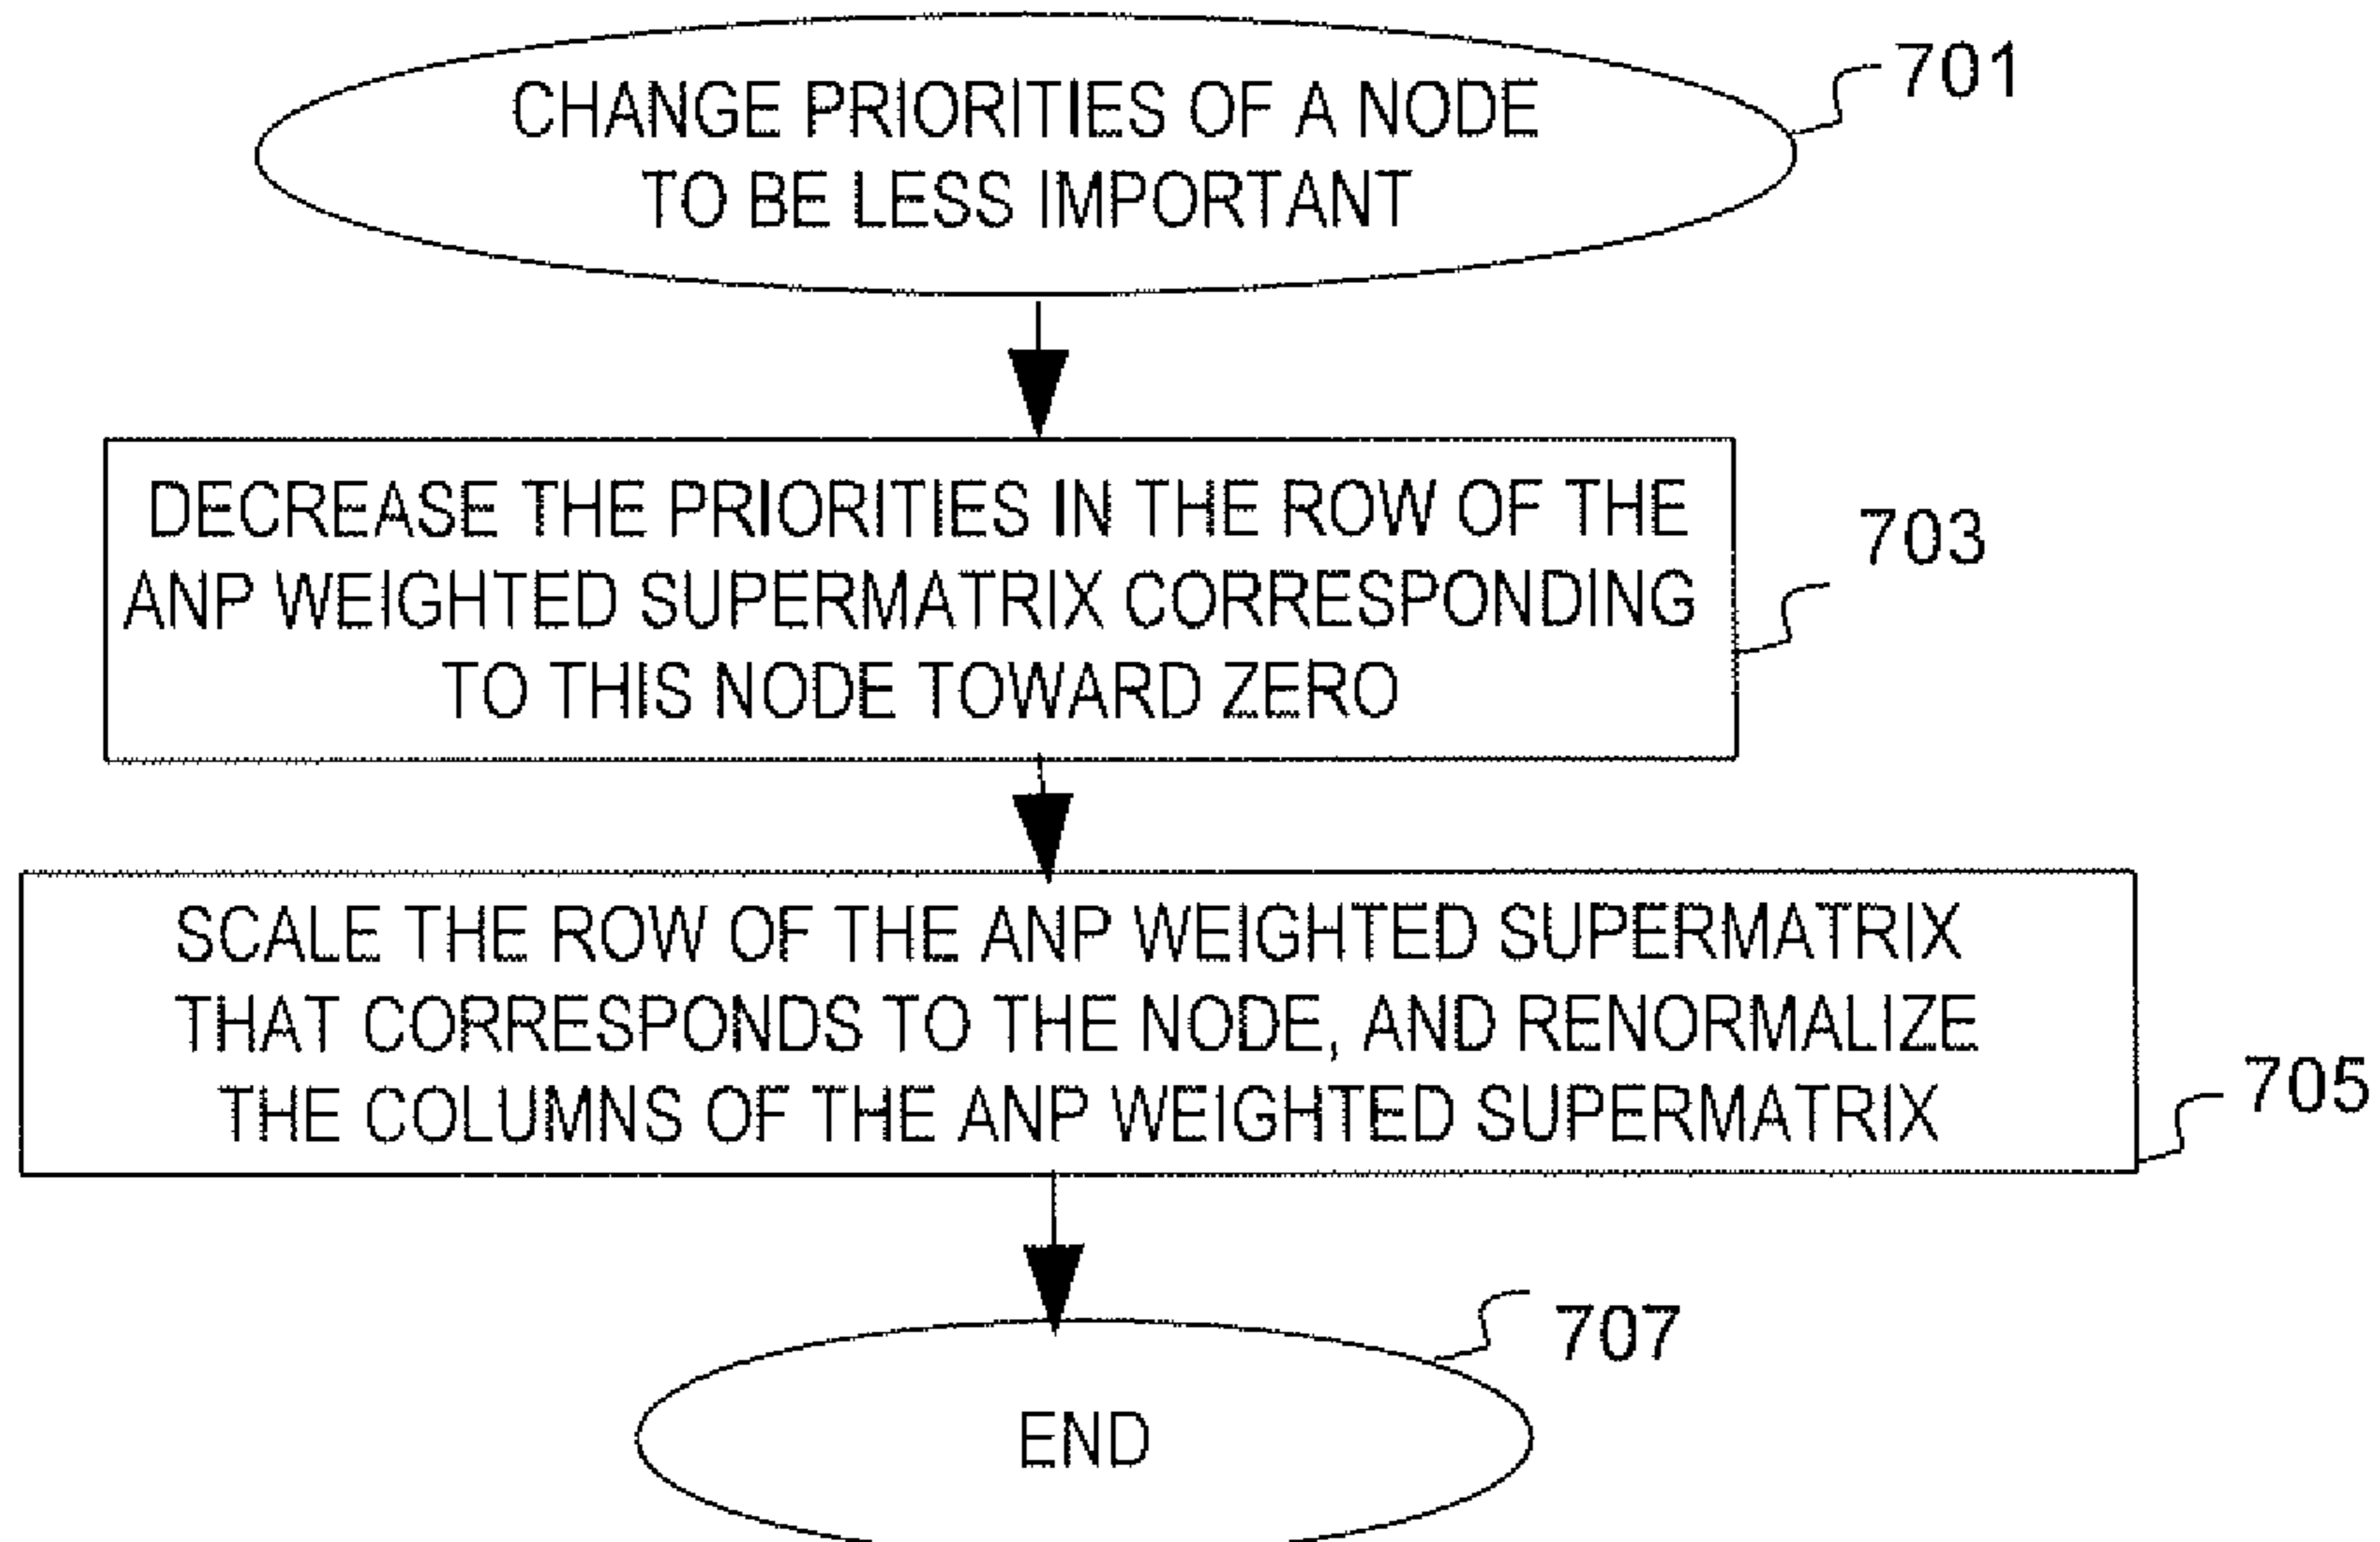 CHANGE PRIORITIES OF A NODE
TO BE LESS IMPORTANT
701
DECREASE THE PRIORITIES IN THE ROW OF THE
ANP WEIGHTED SUPERMATRIX CORRESPONDING
TO THIS NODE TOWARD ZERO
703
SCALE THE ROW OF THE ANP WEIGHTED SUPERMATRIX
THAT CORRESPONDS TO THE NODE, AND RENORMALIZE
THE COLUMNS OF THE ANP WEIGHTED SUPERMATRIX
705
707
END